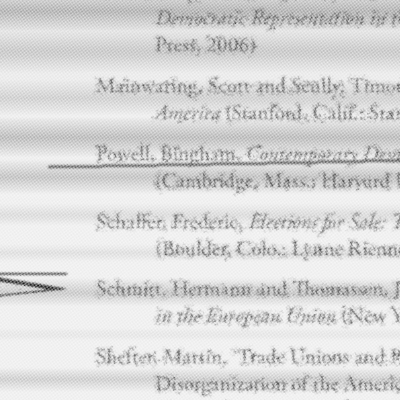 Democratic Representation in
Press, 2006)
Mainwaring, Scott and Scully, Timo
America (Stanford, Calif.: Stan
Powell, Bingham, Contemporary Dem
(Cambridge, Mass.: Harvard
Schaffer, Frederic, Elections for Sale: T
(Boulder, Colo.: Lynne Rienn
Schmitt, Hermann and Thomassen, J
in the European Union (New Y
Shefter, Martin, "Trade Unions and
Disorganization of the Americ